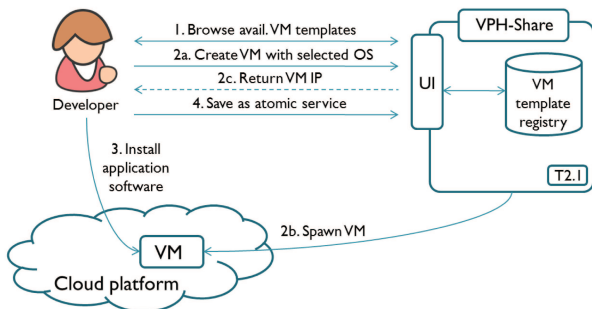 1. Browse avail. VM templates
2a. Create VM with selected OS
2c. Return VM IP
4. Save as atomic service
Developer
VPH-Share
UI
VM
template
registry
T2.1
3. Install
application
software
2b. Spawn VM
VM
Cloud platform